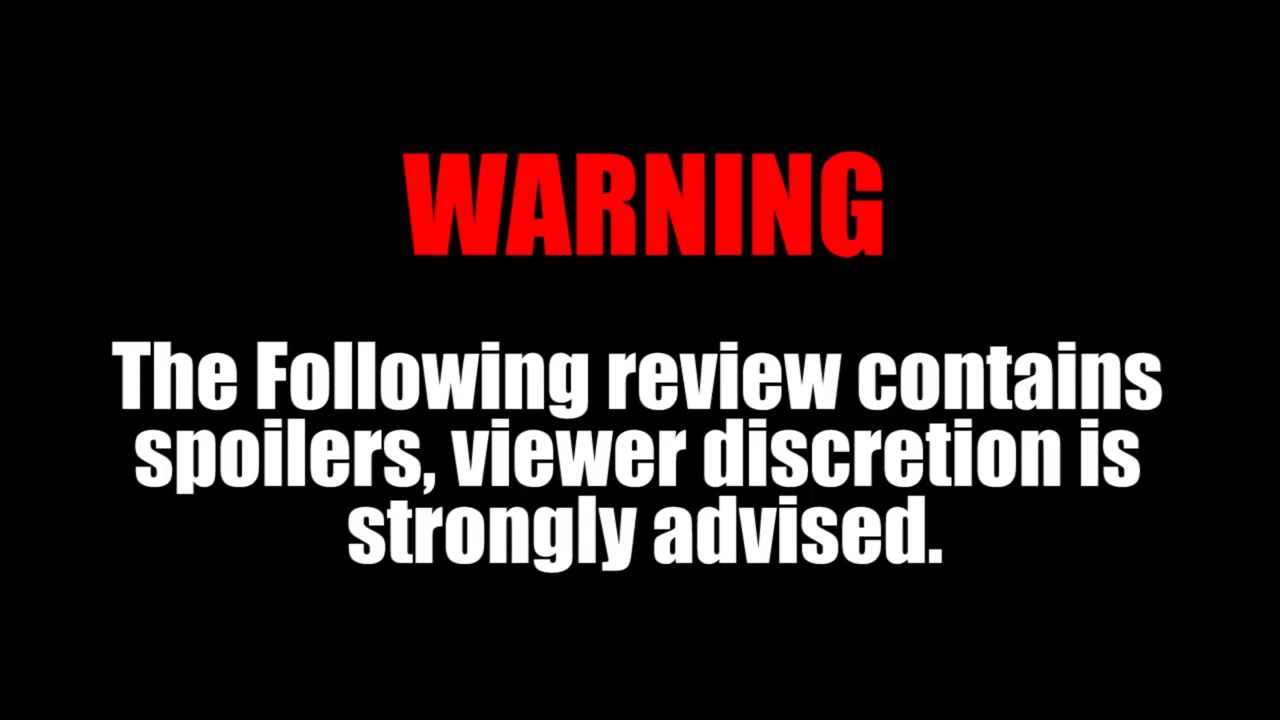 WARNING
The Following review contains
spoilers, viewer discretion is
strongly advised.